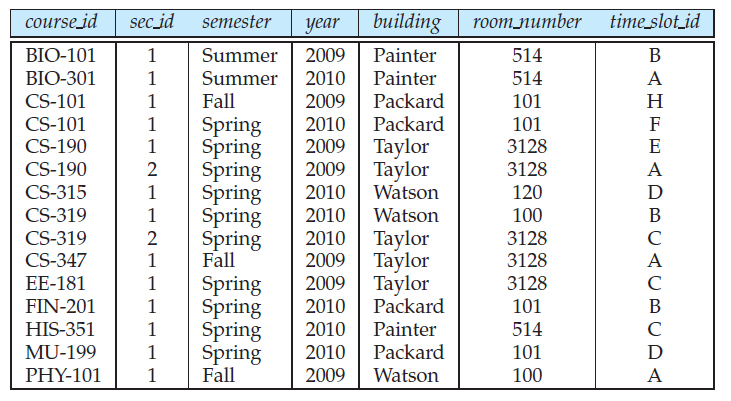 course_id sec_id semester year building room_number time_slot_id
BIO-101 1 Summer 2009 Painter 514 B
BIO-301 1 Summer 2010 Painter 514 A
CS-101 1 Fall 2009 Packard 101 H
CS-101 1 Spring 2010 Packard 101 F
CS-190 1 Spring 2009 Taylor 3128 E
CS-190 2 Spring 2009 Taylor 3128 A
CS-315 1 Spring 2010 Watson 120 D
CS-319 1 Spring 2010 Watson 100 B
CS-319 2 Spring 2010 Taylor 3128 C
CS-347 1 Fall 2009 Taylor 3128 A
EE-181 1 Spring 2009 Taylor 3128 C
FIN-201 1 Spring 2010 Packard 101 B
HIS-351 1 Spring 2010 Painter 514 C
MU-199 1 Spring 2010 Packard 101 D
PHY-101 1 Fall 2009 Watson 100 A